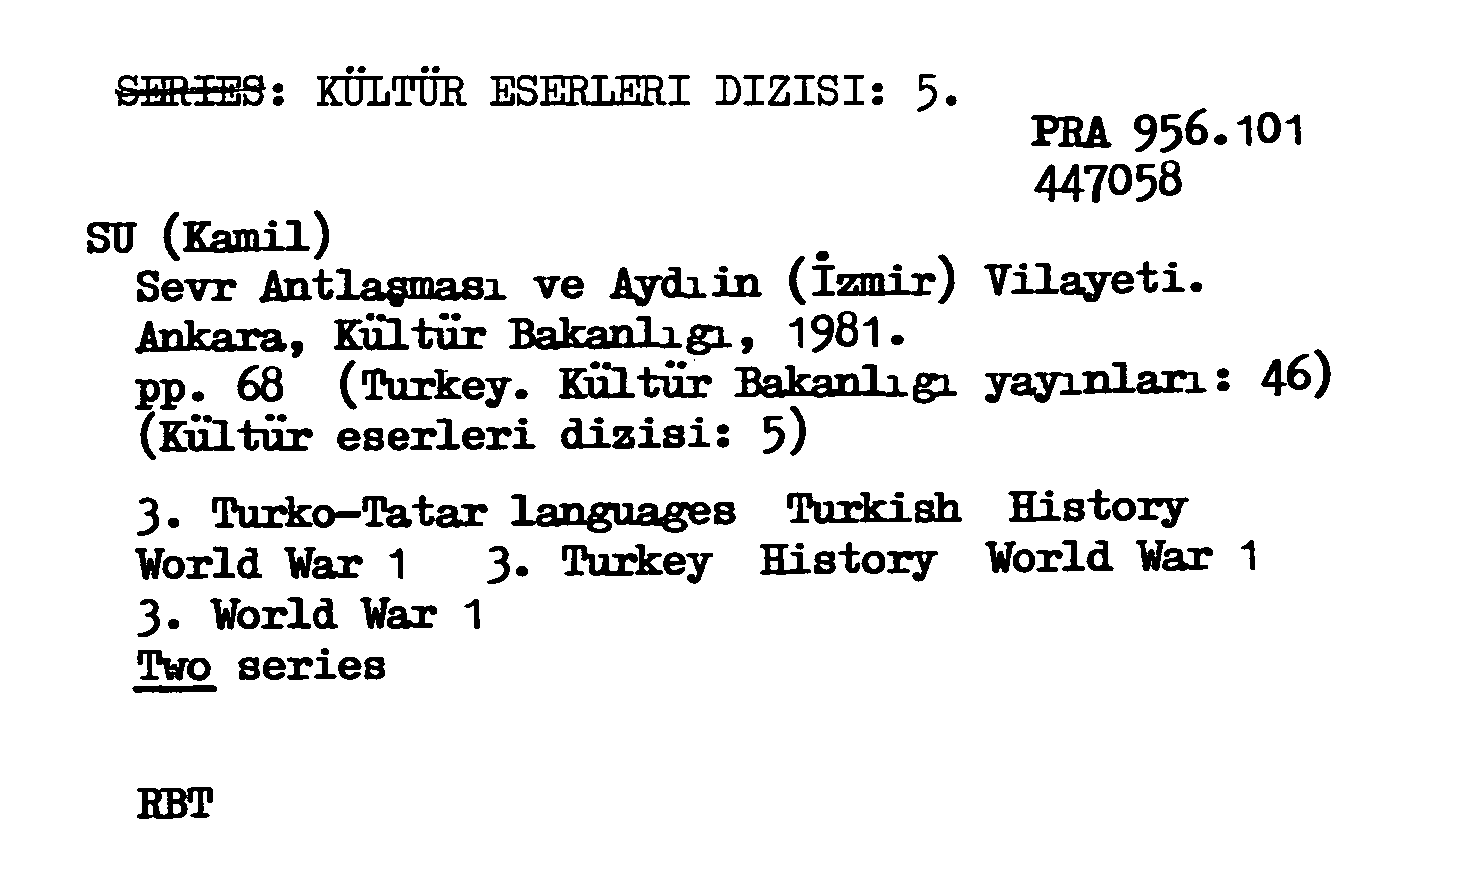 SERIES: KÜLTÜR ESERLERI DIZISI: 5.
PRA 956.101
447058
SU (Kamil)
Sevr Antlaşması ve Aydıin (İzmir) Vilayeti.
Ankara, Kültür Bakanlıgı, 1981.
pp. 68 (Turkey. Kültür Bakanlıgı yayınları: 46)
(Kültür eserleri dizisi: 5)
3. Turko-Tatar languages Turkish History
World War 1 3. Turkey History World War 1
3. World War 1
Two series
RBT